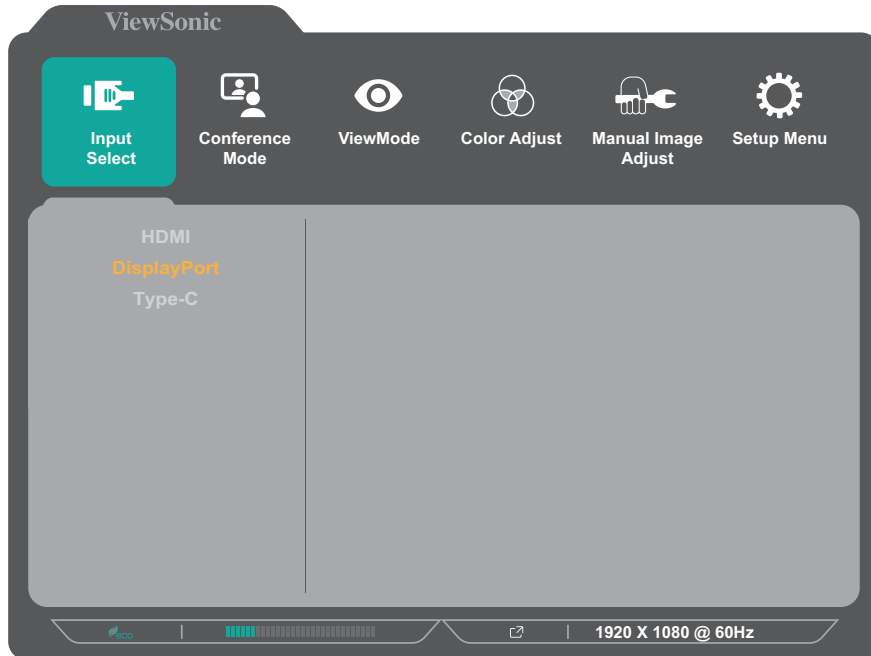 ViewSonic
Input
Select
Conference
Mode
ViewMode
Color Adjust
Manual Image
Adjust
Setup Menu
HDMI
DisplayPort
Type-C
eco
1920 X 1080 @ 60Hz